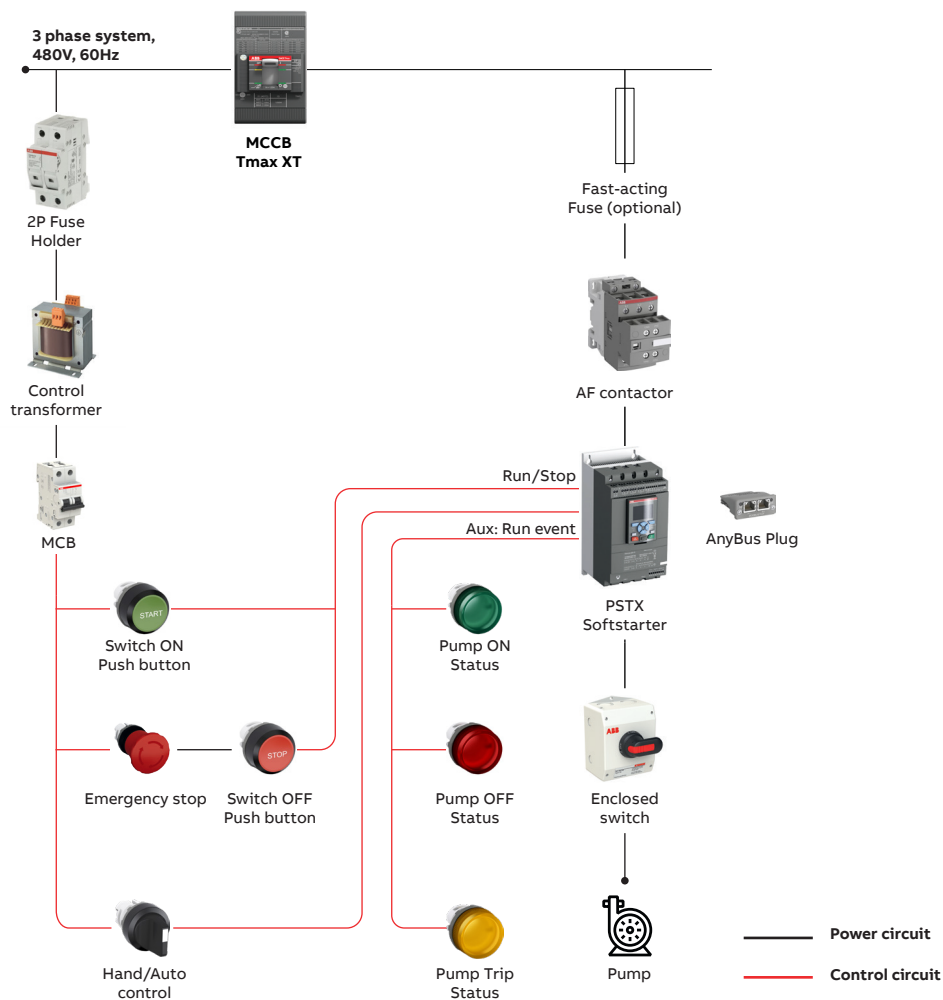 3 phase system,
480V, 60Hz
ABB
MCCB
Tmax XT
2P Fuse
Holder
Fast-acting
Fuse (optional)
Control
transformer
AF contactor
MCB
Run/Stop
Aux: Run event
AnyBus Plug
PSTX
Softstarter
START
Switch ON
Push button
Pump ON
Status
ABB
STOP
Emergency stop
Switch OFF
Push button
Pump OFF
Status
Enclosed
switch
Hand/Auto
control
Pump Trip
Status
Pump
Power circuit
Control circuit